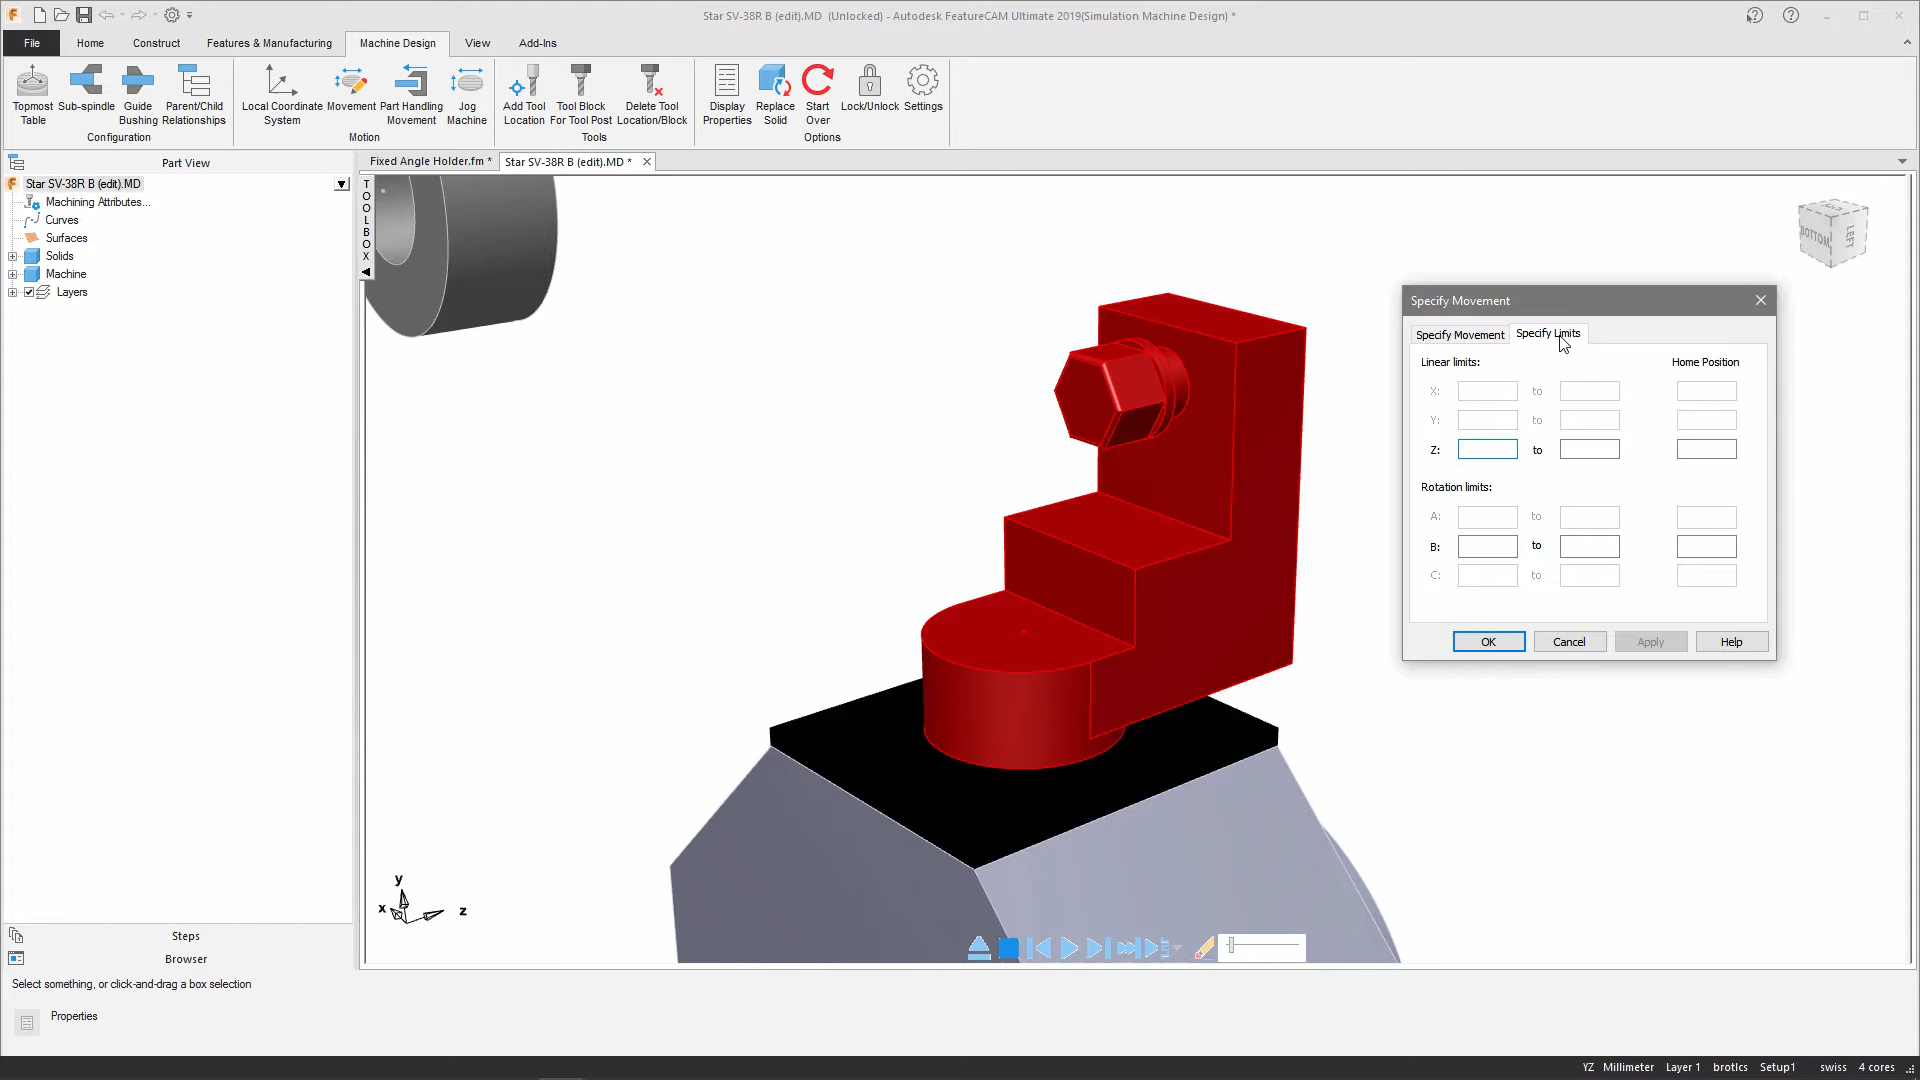 Star SV-38R B (edit).MD (Unlocked) - Autodesk FeatureCAM Ultimate 2019(Simulation Machine Design) *
File Home Construct Features & Manufacturing Machine Design View Add-Ins
Topmost Table Sub-spindle Guide Bushing Parent/Child Relationships
Configuration
Local Coordinate System Movement Part Handling Movement Jog Machine
Motion
Add Tool Location Tool Block For Tool Post Delete Tool Location/Block
Tools
Display Properties Replace Solid Start Over Lock/Unlock Settings
Options
Part View
Fixed Angle Holder.fm * Star SV-38R B (edit).MD *
Star SV-38R B (edit).MD
Machining Attributes...
Curves
Surfaces
Solids
Machine
Layers
TOOLBOX
BOTTOM
LEFT
Specify Movement
Specify Movement Specify Limits
Linear limits: Home Position
X: to
Y: to
Z: to
Rotation limits:
A: to
B: to
C: to
OK Cancel Apply Help
y
x z
Steps
Browser
Select something, or click-and-drag a box selection
Properties
YZ Millimeter Layer 1 brotlcs Setup1 swiss 4 cores